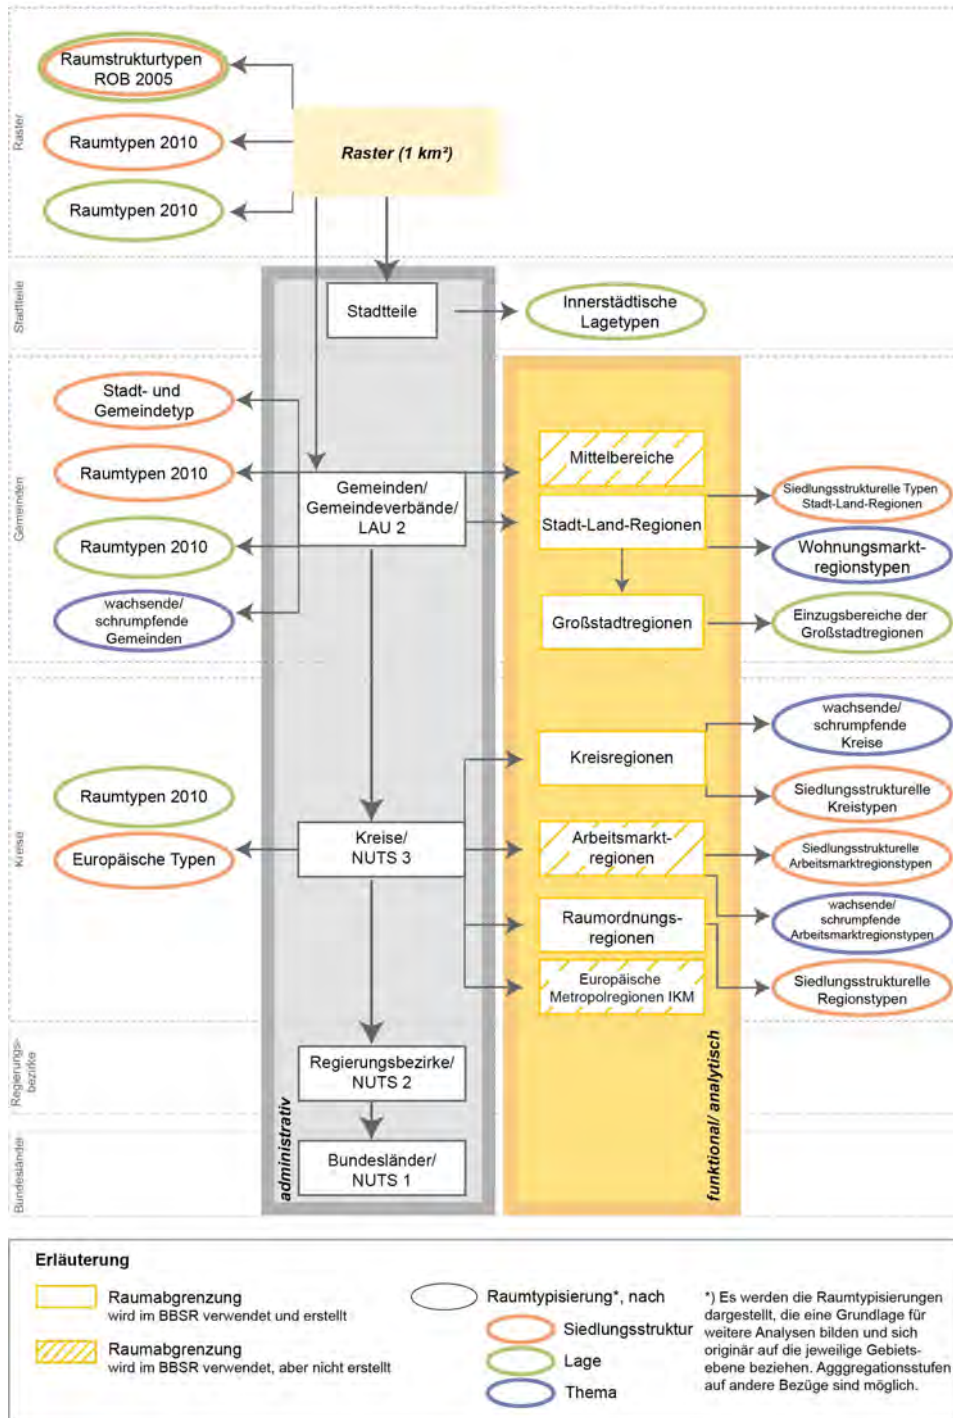 Raster
Raumstrukturtypen
ROB 2005
Raumtypen 2010
Raumtypen 2010
Raster (1 km²)
Stadtteile
Stadtteile
Innerstädtische
Lagetypen
Gemeinden
Stadt- und
Gemeindetyp
Raumtypen 2010
Raumtypen 2010
wachsende/
schrumpfende
Gemeinden
Gemeinden/
Gemeindeverbände/
LAU 2
Mittelbereiche
Stadt-Land-Regionen
Großstadtregionen
Siedlungsstrukturelle Typen
Stadt-Land-Regionen
Wohnungsmarkt-
regionstypen
Einzugsbereiche der
Großstadtregionen
Kreise
Raumtypen 2010
Europäische Typen
Kreise/
NUTS 3
Kreisregionen
Arbeitsmarkt-
regionen
Raumordnungs-
regionen
Europäische
Metropolregionen IKM
wachsende/
schrumpfende
Kreise
Siedlungsstrukturelle
Kreistypen
Siedlungsstrukturelle
Arbeitsmarktregionstypen
wachsende/
schrumpfende
Arbeitsmarktregionstypen
Siedlungsstrukturelle
Regionstypen
Regierungs-
bezirke
Regierungsbezirke/
NUTS 2
Bundesländer
Bundesländer/
NUTS 1
administrativ
funktional/ analytisch
Erläuterung
Raumabgrenzung
wird im BBSR verwendet und erstellt
Raumabgrenzung
wird im BBSR verwendet, aber nicht erstellt
Raumtypisierung*, nach
Siedlungsstruktur
Lage
Thema
*) Es werden die Raumtypisierungen
dargestellt, die eine Grundlage für
weitere Analysen bilden und sich
originär auf die jeweilige Gebiets-
ebene beziehen. Agggregationsstufen
auf andere Bezüge sind möglich.